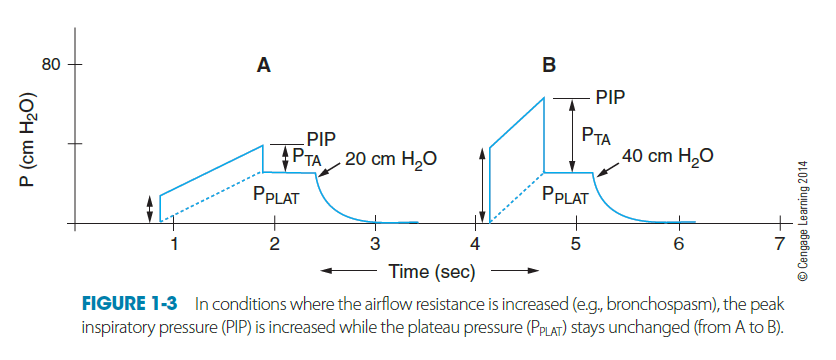 80
A
B
P (cm H₂O)
PIP
PTA
20 cm H₂O
PPLAT
PIP
PTA
40 cm H₂O
PPLAT
1 2 3 4 5 6 7
Time (sec)
© Cengage Learning 2014
FIGURE 1-3 In conditions where the airflow resistance is increased (e.g., bronchospasm), the peak
inspiratory pressure (PIP) is increased while the plateau pressure (PPLAT) stays unchanged (from A to B).